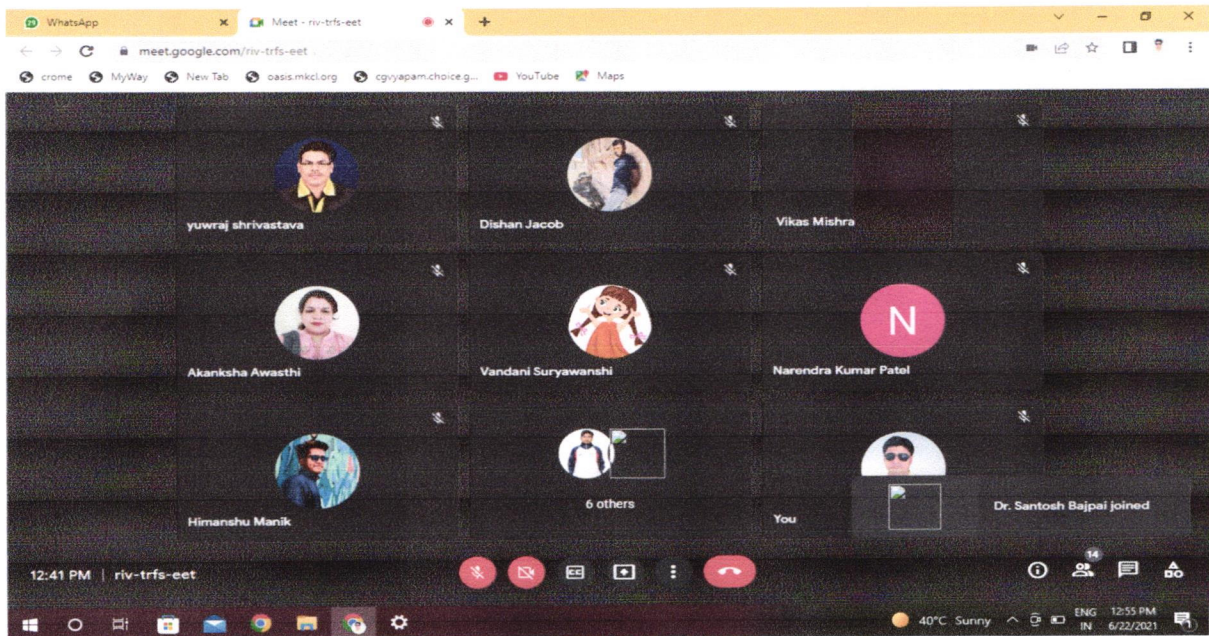 WhatsApp
Meet - riv-trfs-eet
meet.google.com/riv-trfs-eet
crome MyWay New Tab oasis.mkcl.org cgvyapam.choice.g... YouTube Maps
yuwraj shrivastava
Dishan Jacob
Vikas Mishra
Akanksha Awasthi
Vandani Suryawanshi
N
Narendra Kumar Patel
Himanshu Manik
6 others
You
Dr. Santosh Bajpai joined
12:41 PM | riv-trfs-eet
CC
14
40°C Sunny
ENG
IN
12:55 PM
6/22/2021